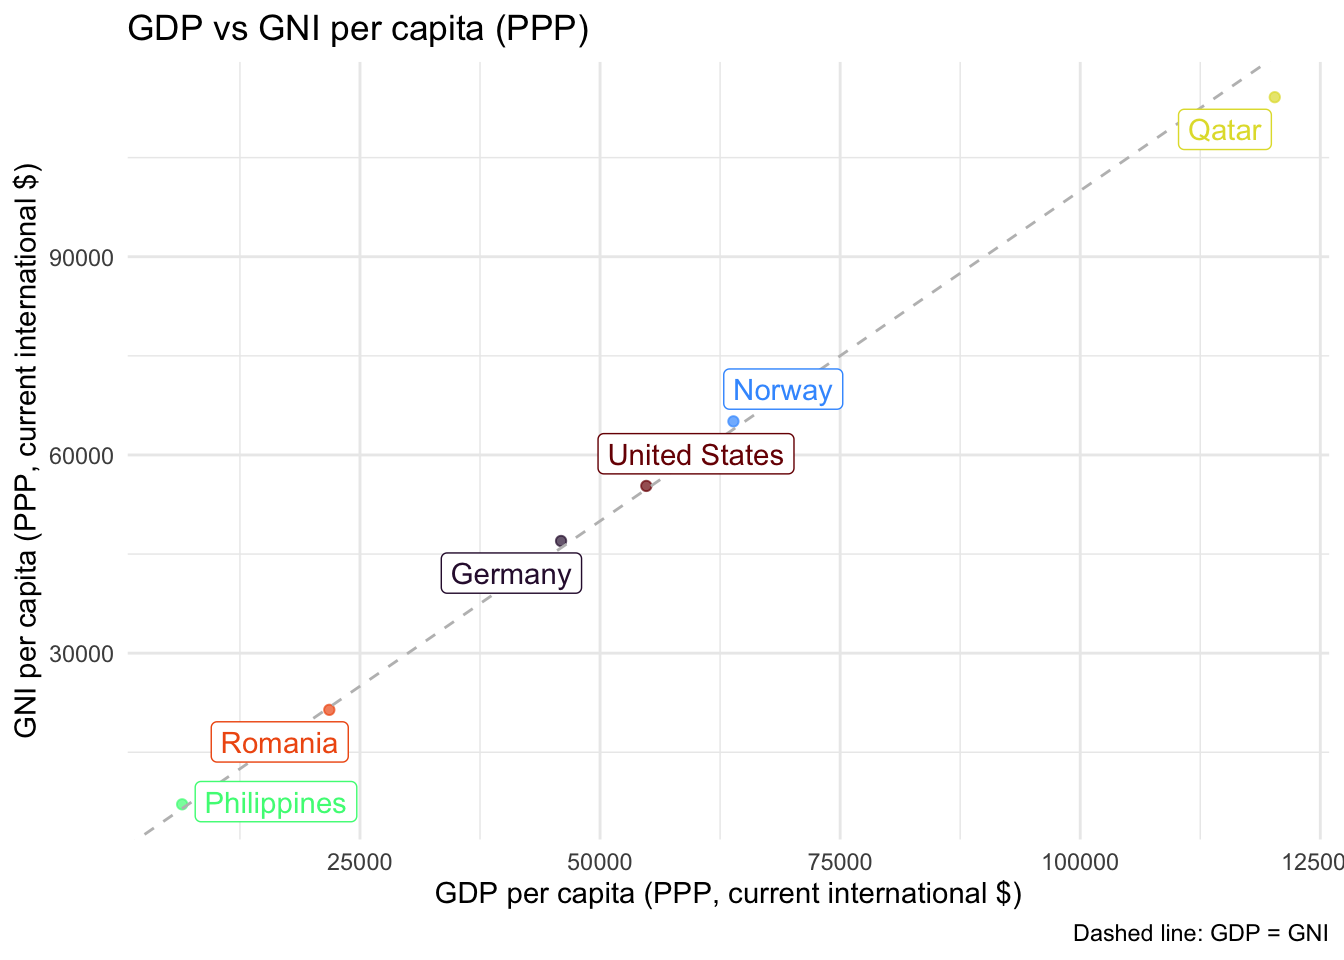 GDP vs GNI per capita (PPP)
GNI per capita (PPP, current international $)
90000
60000
30000
Qatar
Norway
United States
Germany
Romania
Philippines
25000 50000 75000 100000 12500
GDP per capita (PPP, current international $)
Dashed line: GDP = GNI